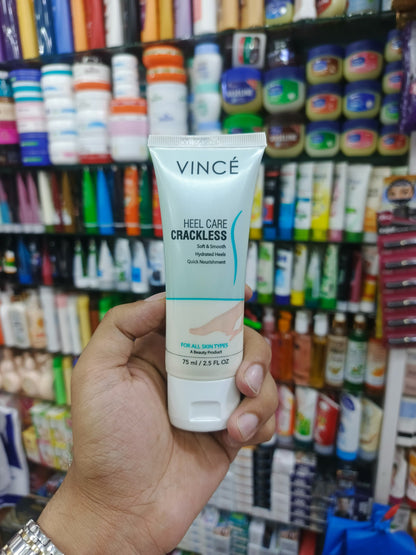 VINCÉ
HEEL CARE
CRACKLESS
Soft & Smooth
Hydrated Heels
Quick Nourishment
FOR ALL SKIN TYPES
A Beauty Product
75 ml / 2.5 FL OZ